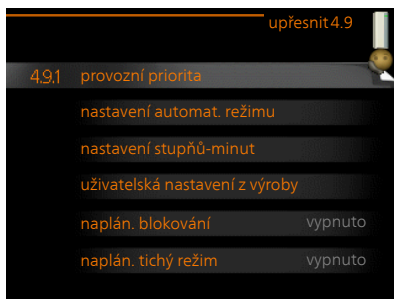 upřesnit 4.9
4.9.1 provozní priorita
nastavení automat. režimu
nastavení stupňů-minut
uživatelská nastavení z výroby
naplán. blokování vypnuto
naplán. tichý režim vypnuto